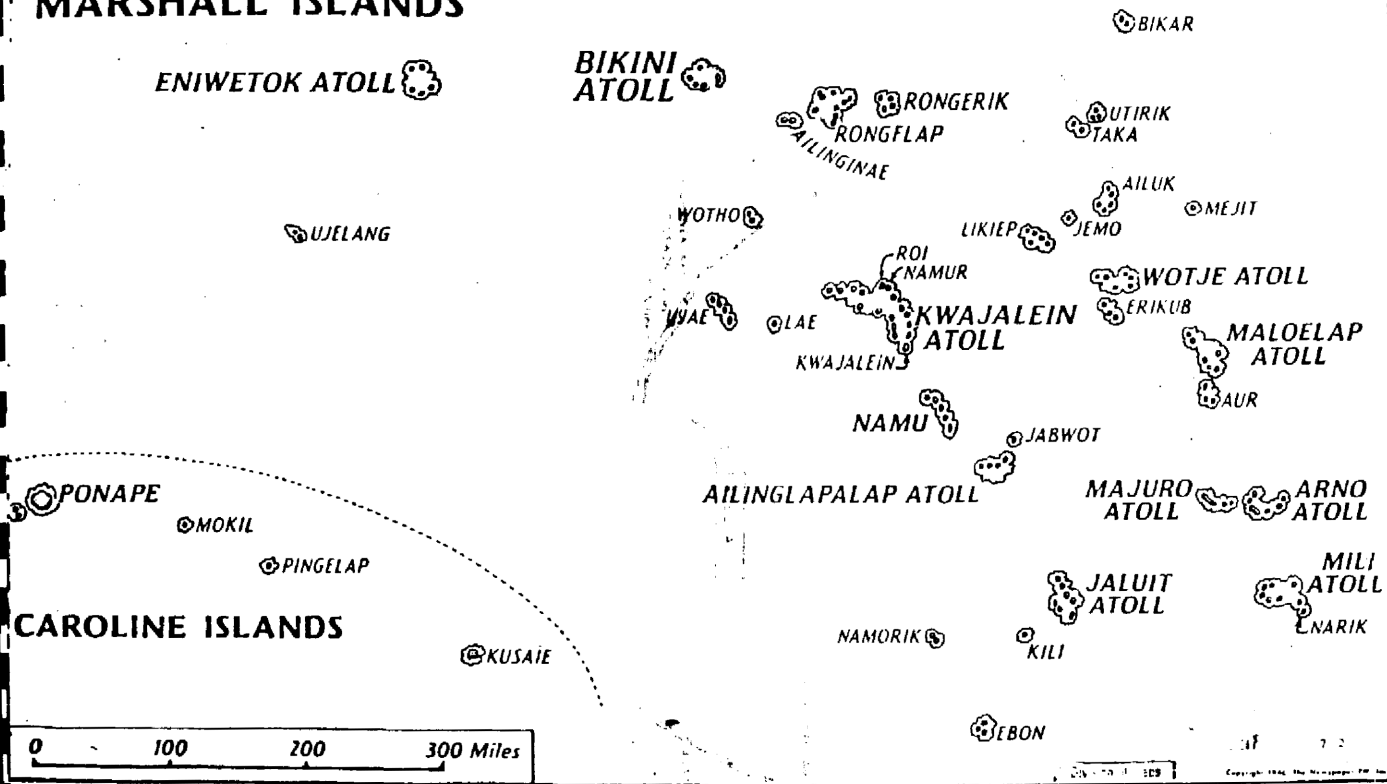 MARSHALL ISLANDS
BIKAR
ENIWETOK ATOLL
BIKINI
ATOLL
RONGERIK
RONGELAP
AILINGINAE
UTIRIK
TAKA
AILUK
MEJIT
WOTHO
LIKIEP
JEMO
UJELANG
ROI
NAMUR
WOTJE ATOLL
ERIKUB
UJAE
LAE
KWAJALEIN
ATOLL
KWAJALEIN
MALOELAP
ATOLL
AUR
NAMU
JABWOT
AILINGLAPALAP ATOLL
MAJURO
ATOLL
ARNO
ATOLL
PONAPE
MOKIL
PINGELAP
JALUIT
ATOLL
MILI
ATOLL
NARIK
CAROLINE ISLANDS
KUSAIE
NAMORIK
KILI
EBON
0 100 200 300 Miles